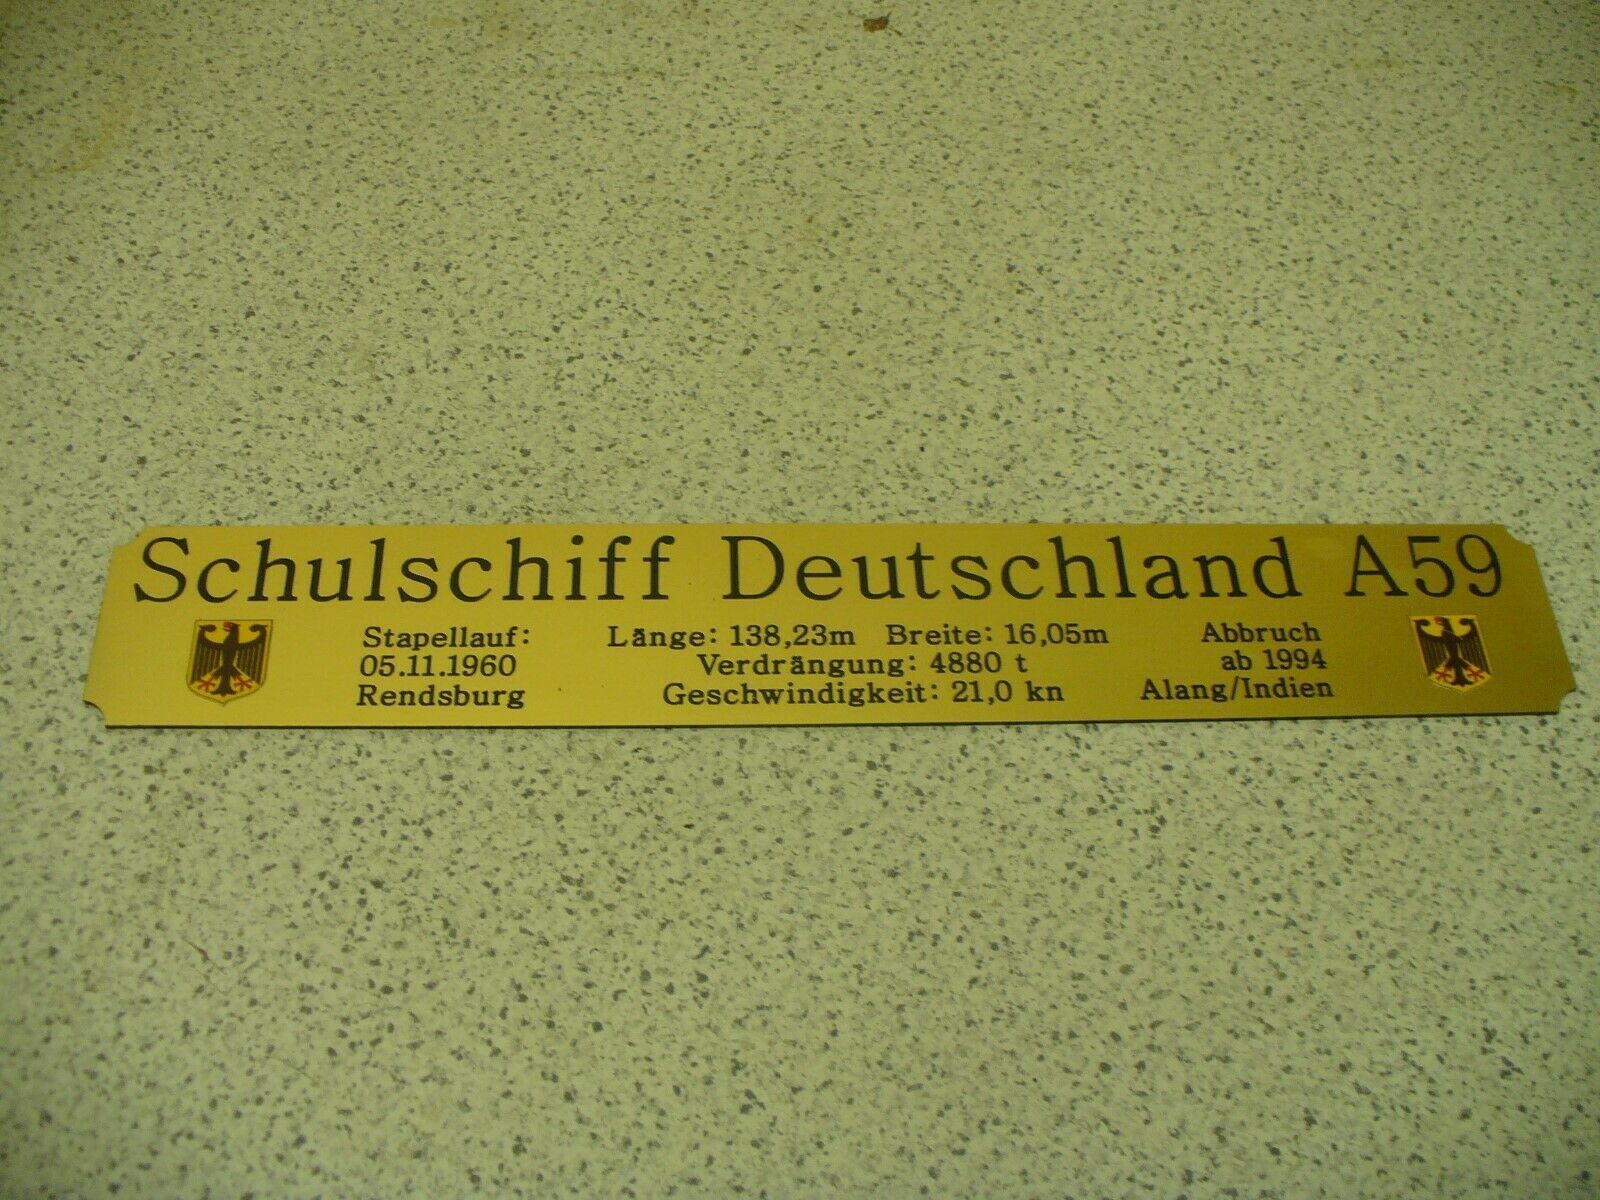 Schulschiff Deutschland A59
Stapellauf:
05.11.1960
Rendsburg
Länge: 138,23m Breite: 16,05m
Verdrängung: 4880 t
Geschwindigkeit: 21,0 kn
Abbruch
ab 1994
Alang/Indien